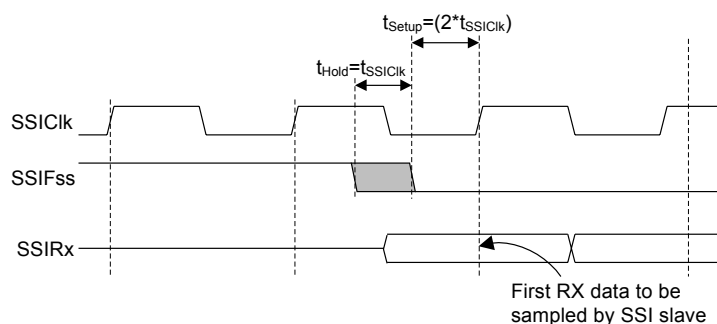 tSetup=(2*tSSIClk)
tHold=tSSIClk
SSIClk
SSIFss
SSIRx
First RX data to be
sampled by SSI slave